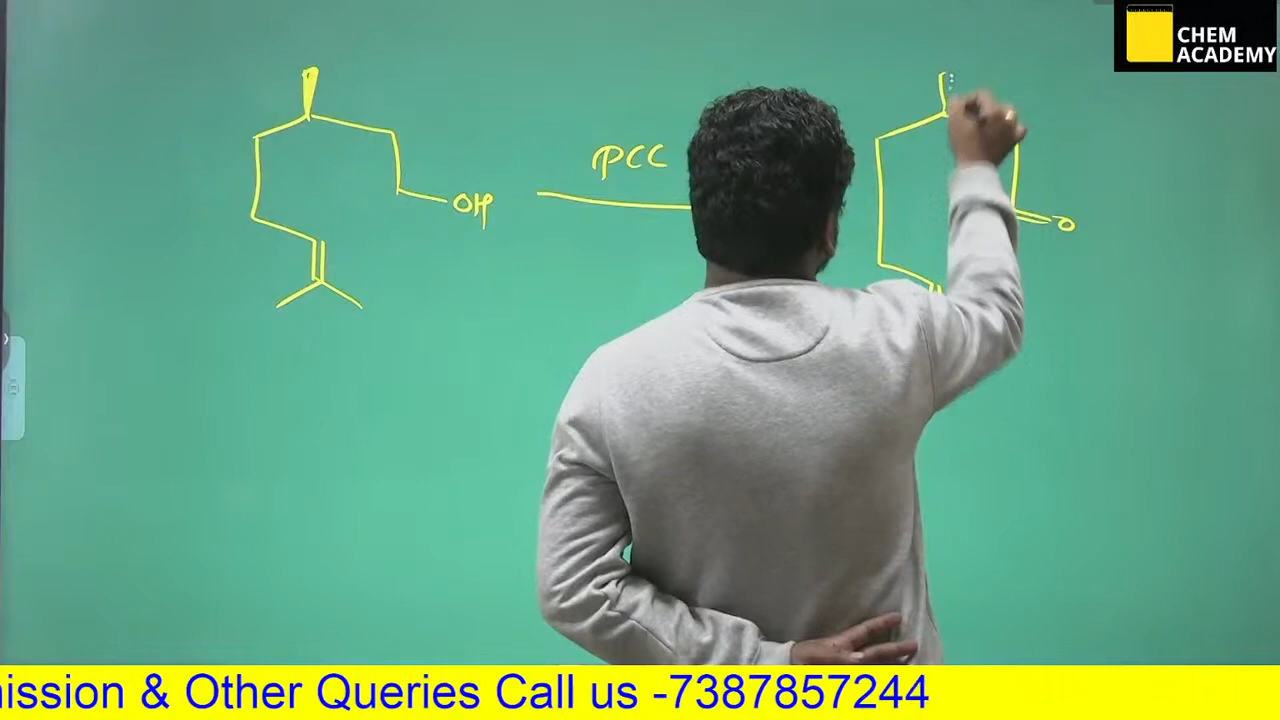 CHEM
ACADEMY
PCC
OH
O
ission & Other Queries Call us -7387857244